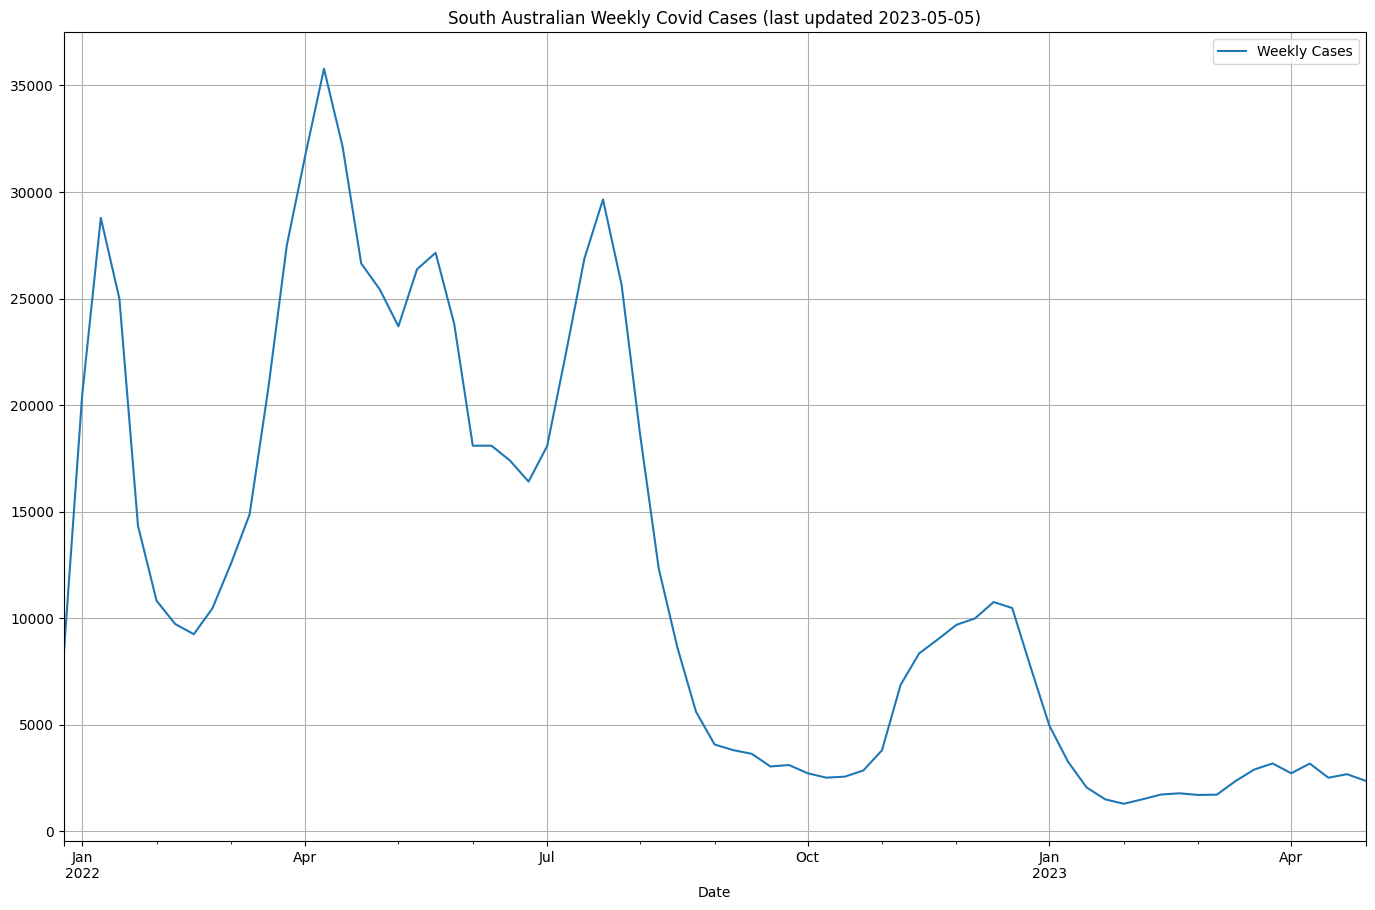 South Australian Weekly Covid Cases (last updated 2023-05-05)
Weekly Cases
35000
30000
25000
20000
15000
10000
5000
0
Jan
2022
Apr
Jul
Oct
Jan
2023
Apr
Date